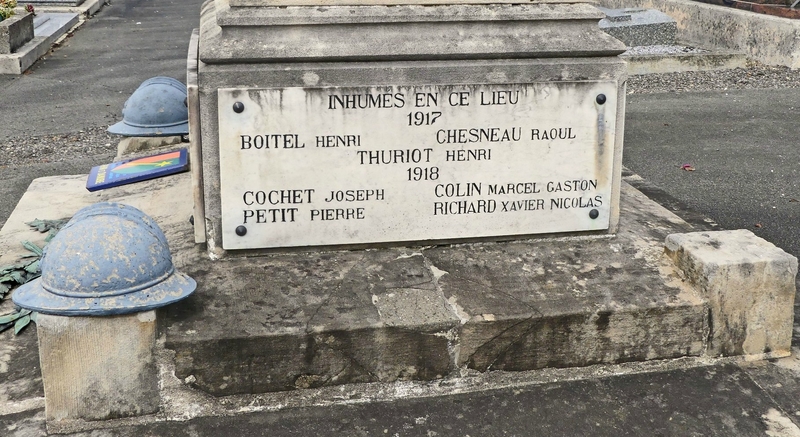 INHUMÉS EN CE LIEU
1917
BOITEL HENRI CHESNEAU RAOUL
THURIOT HENRI
1918
COCHET JOSEPH COLIN MARCEL GASTON
PETIT PIERRE RICHARD XAVIER NICOLAS